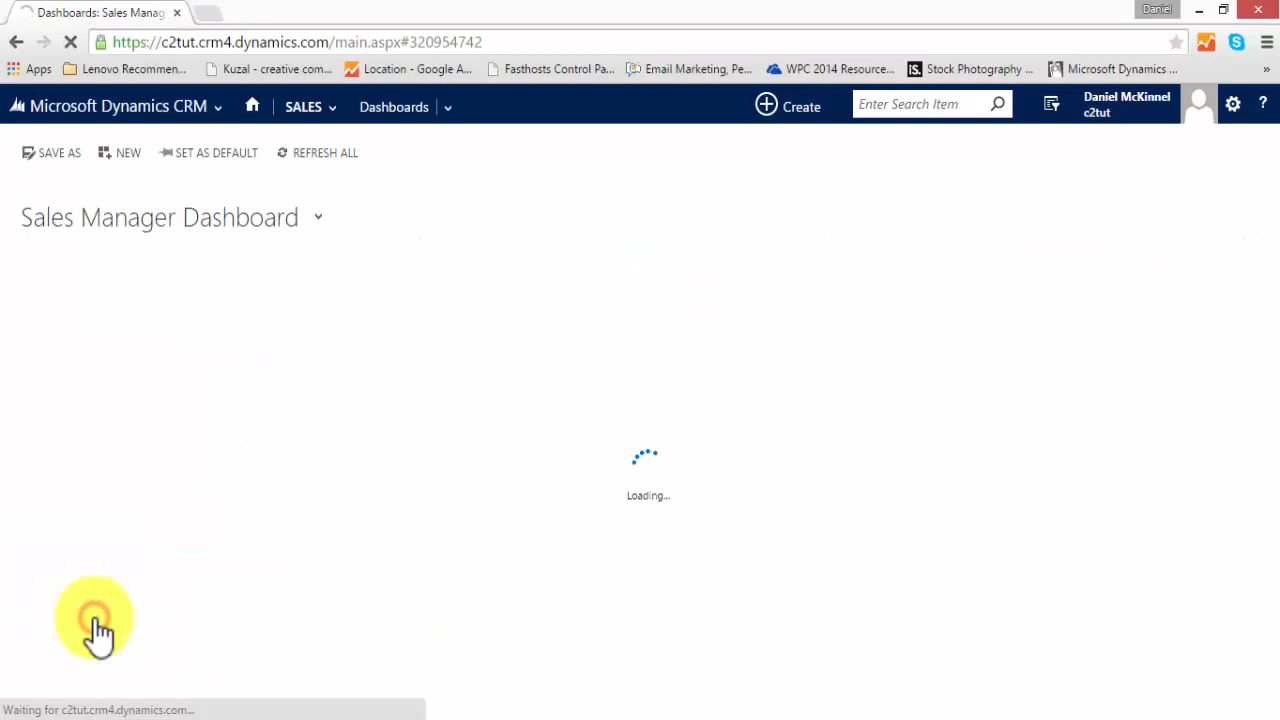 Dashboards: Sales Manag
Daniel
https://c2tut.crm4.dynamics.com/main.aspx#320954742
Apps Lenovo Recommen... Kuzal - creative com... Location - Google A... Fasthosts Control Pa... Email Marketing, Pe... WPC 2014 Resource... Stock Photography ... Microsoft Dynamics ... »
Microsoft Dynamics CRM SALES Dashboards Create Enter Search Item Daniel McKinnel ?
c2tut
SAVE AS NEW SET AS DEFAULT REFRESH ALL
Sales Manager Dashboard
Loading...
Waiting for c2tut.crm4.dynamics.com...